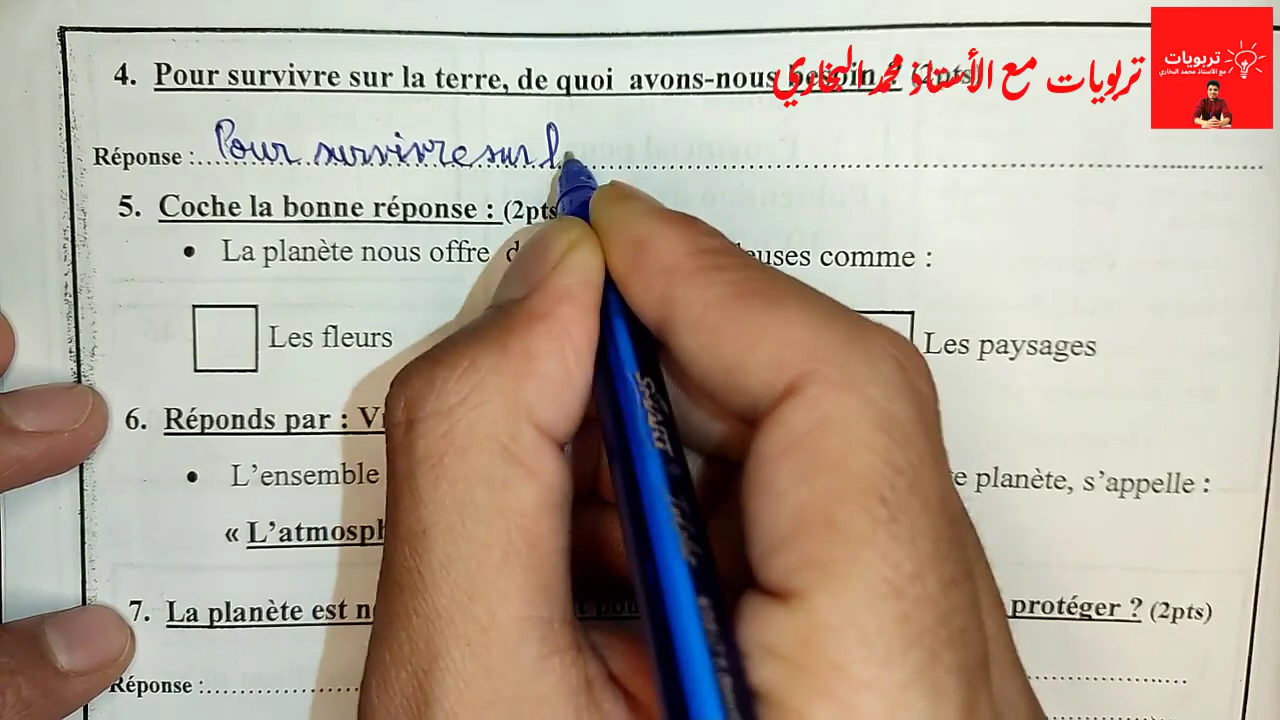 4. Pour survivre sur la terre, de quoi avons-nous besoin ? (2pts)
تربويات مع الأستاذ محمد البخاري
تربويات
مع الأستاذ محمد البخاري
Réponse :.... Pour survivre sur l
5. Coche la bonne réponse : (2pts
• La planète nous offre d euses comme :
Les fleurs
Les paysages
6. Réponds par : V
• L'ensemble e planète, s'appelle :
« L'atmosph
7. La planète est n pou protéger ? (2pts)
Réponse :....